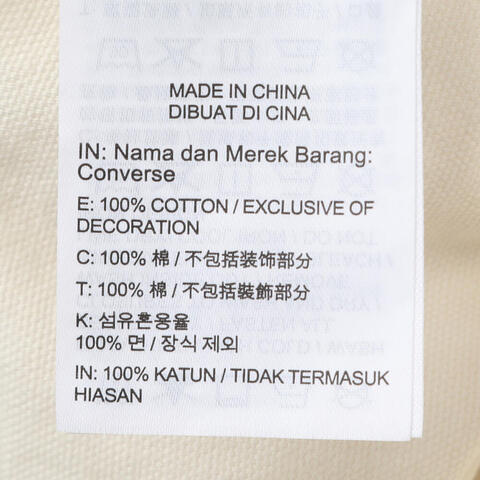 MADE IN CHINA
DIBUAT DI CINA
IN: Nama dan Merek Barang:
Converse
E: 100% COTTON / EXCLUSIVE OF
DECORATION
C: 100% 棉 / 不包括装饰部分
T: 100% 棉 / 不包括裝飾部分
K: 섬유혼용율
100% 면 / 장식 제외
IN: 100% KATUN / TIDAK TERMASUK
HIASAN